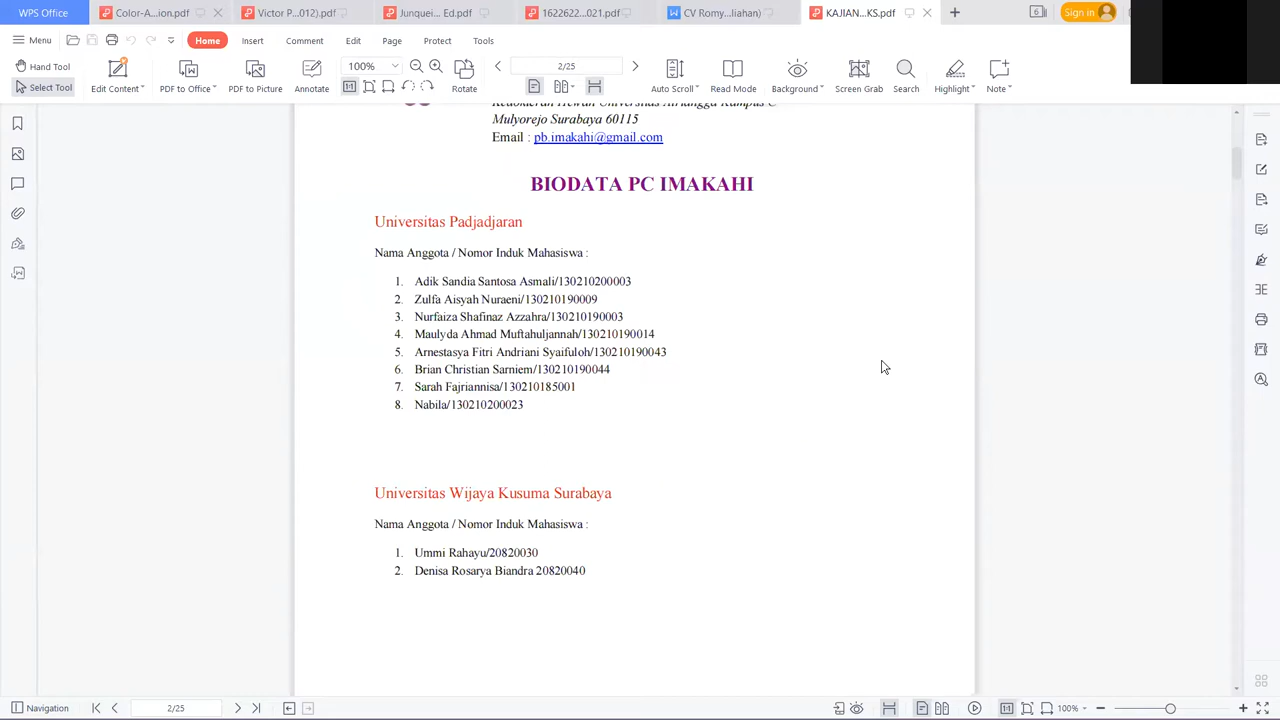 WPS Office
Color-A...ion.pdf
Victor P...012).pdf
Junquei... Ed.pdf
1622622...021.pdf
CV Romy...liahan)
KAJIAN...KS.pdf
6
Sign in
Menu
Home
Insert
Comment
Edit
Page
Protect
Tools
Hand Tool
Select Tool
Edit Content
PDF to Office
PDF to Picture
Annotate
100%
Rotate
2/25
Auto Scroll
Read Mode
Background
Screen Grab
Search
Highlight
Note
Kedokteran Hewan Universitas Airlangga Kampus C
Mulyorejo Surabaya 60115
Email : pb.imakahi@gmail.com
BIODATA PC IMAKAHI
Universitas Padjadjaran
Nama Anggota / Nomor Induk Mahasiswa :
1. Adik Sandia Santosa Asmali/130210200003
2. Zulfa Aisyah Nuraeni/130210190009
3. Nurfaiza Shafinaz Azzahra/130210190003
4. Maulyda Ahmad Muftahuljannah/130210190014
5. Arnestasya Fitri Andriani Syaifuloh/130210190043
6. Brian Christian Sarniem/130210190044
7. Sarah Fajriannisa/130210185001
8. Nabila/130210200023
Universitas Wijaya Kusuma Surabaya
Nama Anggota / Nomor Induk Mahasiswa :
1. Ummi Rahayu/20820030
2. Denisa Rosarya Biandra 20820040
Navigation
2/25
100%